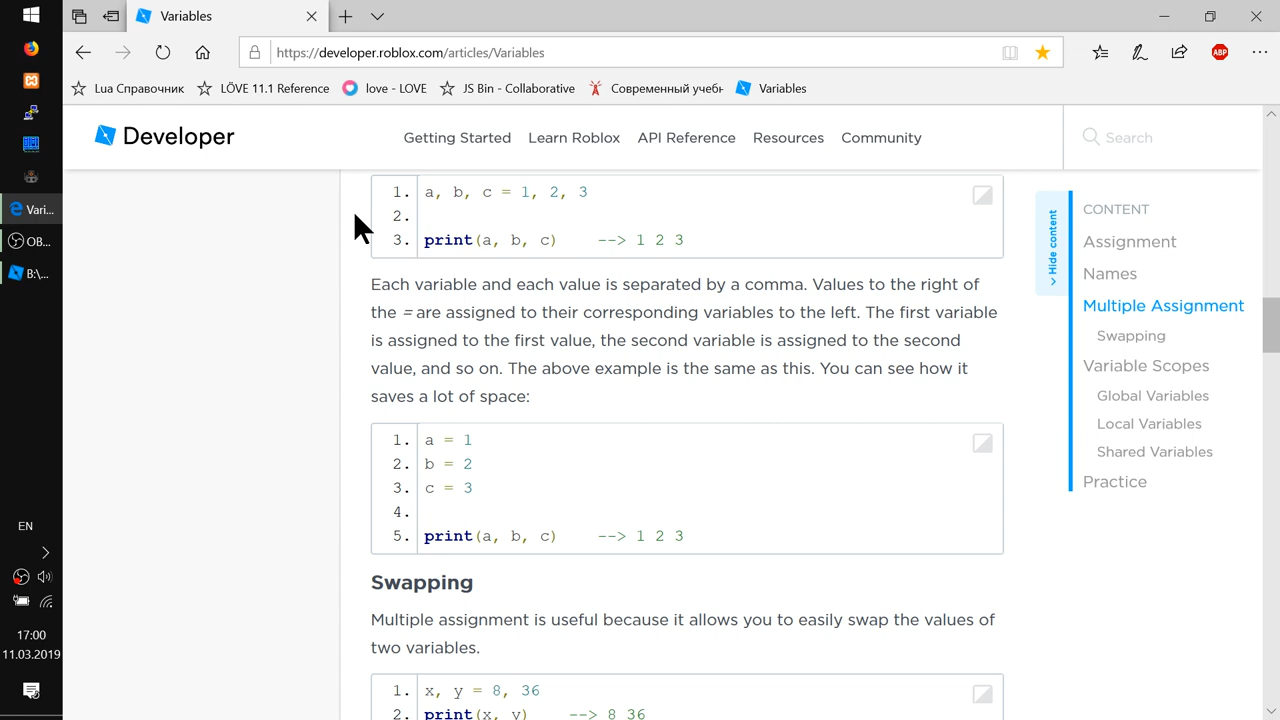 Variables
https://developer.roblox.com/articles/Variables
ABP
Lua Справочник
LÖVE 11.1 Reference
love - LOVE
JS Bin - Collaborative
Современный учебн
Variables
Developer
Getting Started
Learn Roblox
API Reference
Resources
Community
Search
1. a, b, c = 1, 2, 3
2.
3. print(a, b, c) --> 1 2 3
Each variable and each value is separated by a comma. Values to the right of
the = are assigned to their corresponding variables to the left. The first variable
is assigned to the first value, the second variable is assigned to the second
value, and so on. The above example is the same as this. You can see how it
saves a lot of space:
1. a = 1
2. b = 2
3. c = 3
4.
5. print(a, b, c) --> 1 2 3
Swapping
Multiple assignment is useful because it allows you to easily swap the values of
two variables.
1. x, y = 8, 36
2. print(x, y) --> 8 36
Hide content
CONTENT
Assignment
Names
Multiple Assignment
Swapping
Variable Scopes
Global Variables
Local Variables
Shared Variables
Practice
Vari...
OB...
B:\...
EN
17:00
11.03.2019